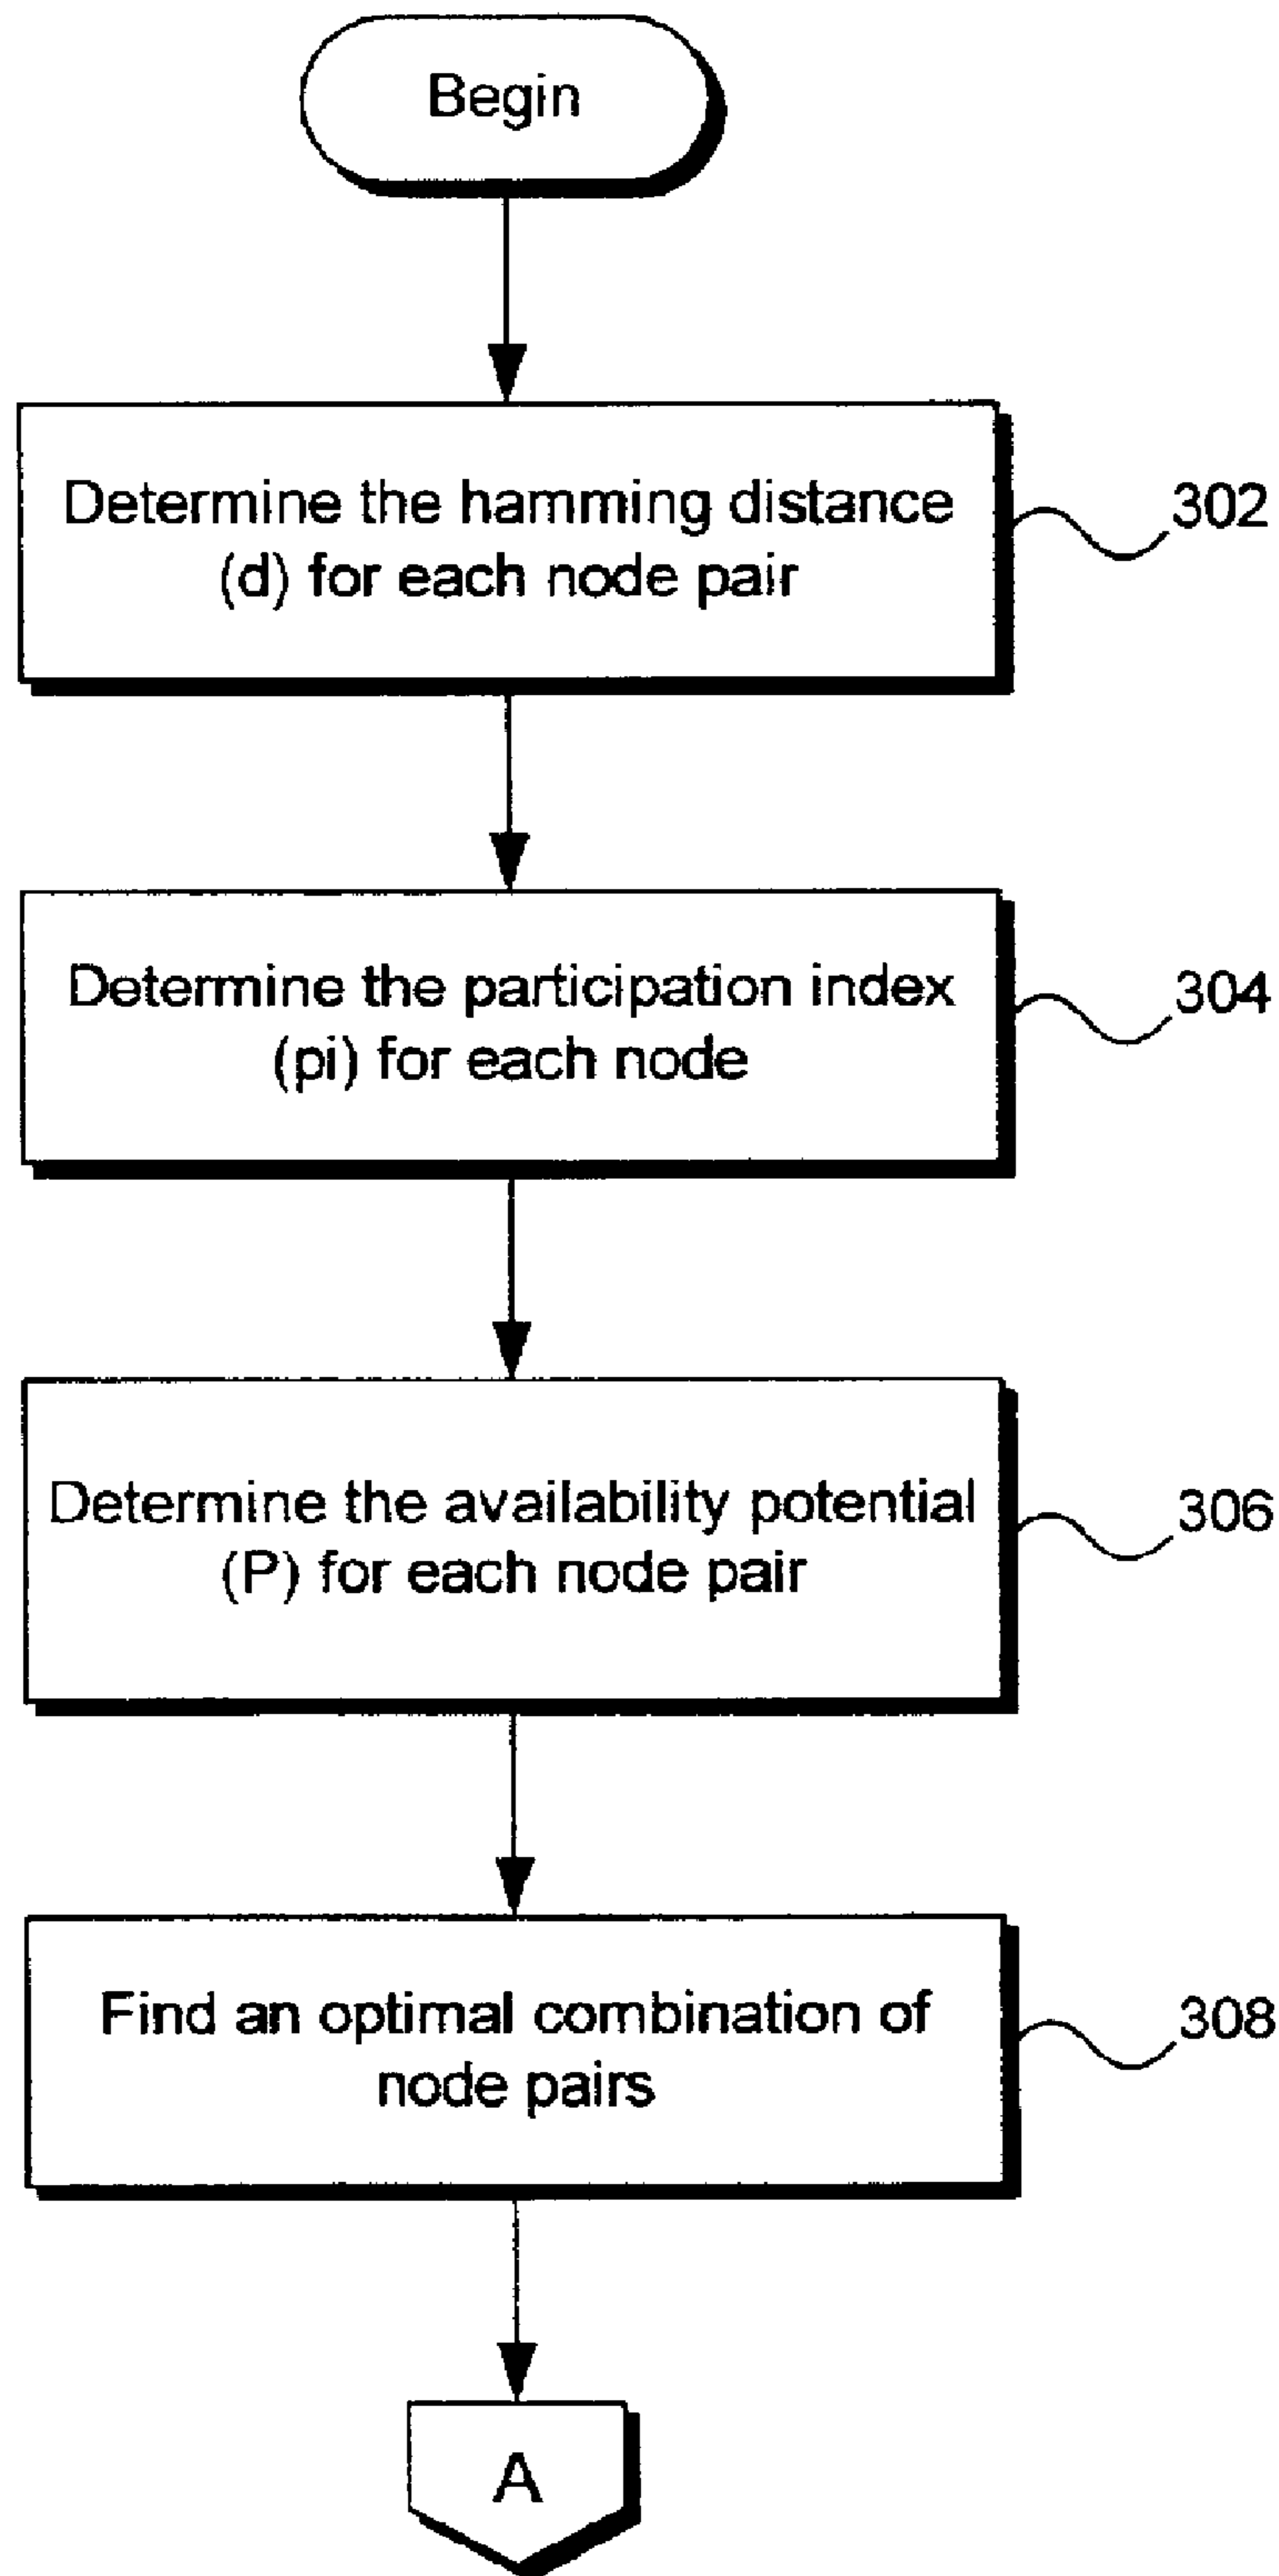 Begin
Determine the hamming distance
(d) for each node pair
302
Determine the participation index
(pi) for each node
304
Determine the availability potential
(P) for each node pair
306
Find an optimal combination of
node pairs
308
A